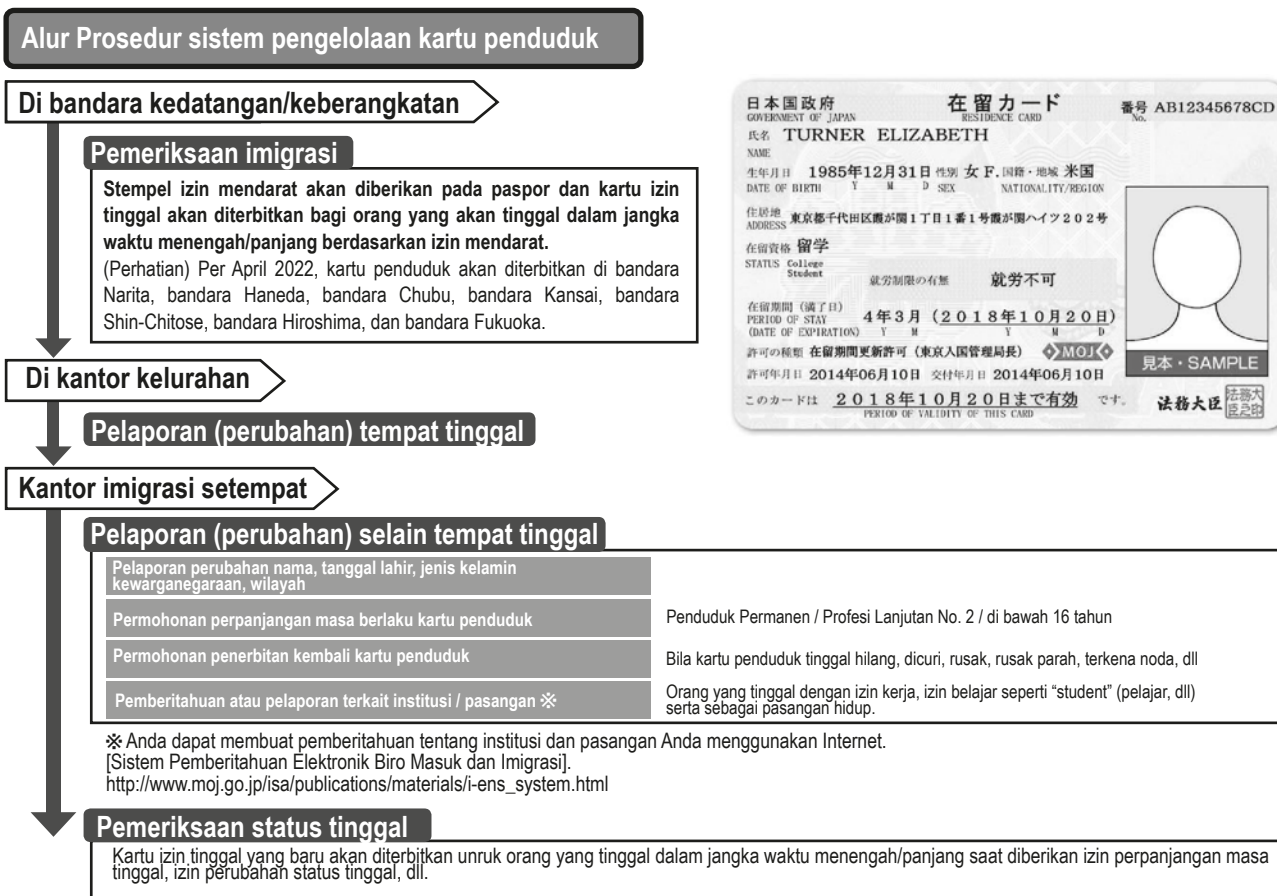 Alur Prosedur sistem pengelolaan kartu penduduk
Di bandara kedatangan/keberangkatan
Pemeriksaan imigrasi
Stempel izin mendarat akan diberikan pada paspor dan kartu izin
tinggal akan diterbitkan bagi orang yang akan tinggal dalam jangka
waktu menengah/panjang berdasarkan izin mendarat.
(Perhatian) Per April 2022, kartu penduduk akan diterbitkan di bandara
Narita, bandara Haneda, bandara Chubu, bandara Kansai, bandara
Shin-Chitose, bandara Hiroshima, dan bandara Fukuoka.
日本国政府 在留カード 番号 AB12345678CD
GOVERNMENT OF JAPAN RESIDENCE CARD No.
氏名 TURNER ELIZABETH
NAME
生年月日 1985年12月31日 性別 女 F. 国籍・地域 米国
DATE OF BIRTH Y M D SEX NATIONALITY/REGION
住居地 東京都千代田区霞が関1丁目1番1号霞が関ハイツ202号
ADDRESS
在留資格 留学
STATUS College
Student
就労制限の有無 就労不可
在留期間(満了日)
PERIOD OF STAY 4年3月(2018年10月20日)
(DATE OF EXPIRATION) Y M Y M D
許可の種類 在留期間更新許可(東京入国管理局長) MOJ
見本・SAMPLE
許可年月日 2014年06月10日 交付年月日 2014年06月10日
このカードは 2018年10月20日まで有効 です。 法務大臣 法務大臣之印
PERIOD OF VALIDITY OF THIS CARD
Di kantor kelurahan
Pelaporan (perubahan) tempat tinggal
Kantor imigrasi setempat
Pelaporan (perubahan) selain tempat tinggal
Pelaporan perubahan nama, tanggal lahir, jenis kelamin
kewarganegaraan, wilayah
Permohonan perpanjangan masa berlaku kartu penduduk Penduduk Permanen / Profesi Lanjutan No. 2 / di bawah 16 tahun
Permohonan penerbitan kembali kartu penduduk Bila kartu penduduk tinggal hilang, dicuri, rusak, rusak parah, terkena noda, dll
Pemberitahuan atau pelaporan terkait institusi / pasangan ※ Orang yang tinggal dengan izin kerja, izin belajar seperti “student” (pelajar, dll)
serta sebagai pasangan hidup.
※ Anda dapat membuat pemberitahuan tentang institusi dan pasangan Anda menggunakan Internet.
[Sistem Pemberitahuan Elektronik Biro Masuk dan Imigrasi].
http://www.moj.go.jp/isa/publications/materials/i-ens_system.html
Pemeriksaan status tinggal
Kartu izin tinggal yang baru akan diterbitkan unruk orang yang tinggal dalam jangka waktu menengah/panjang saat diberikan izin perpanjangan masa
tinggal, izin perubahan status tinggal, dll.